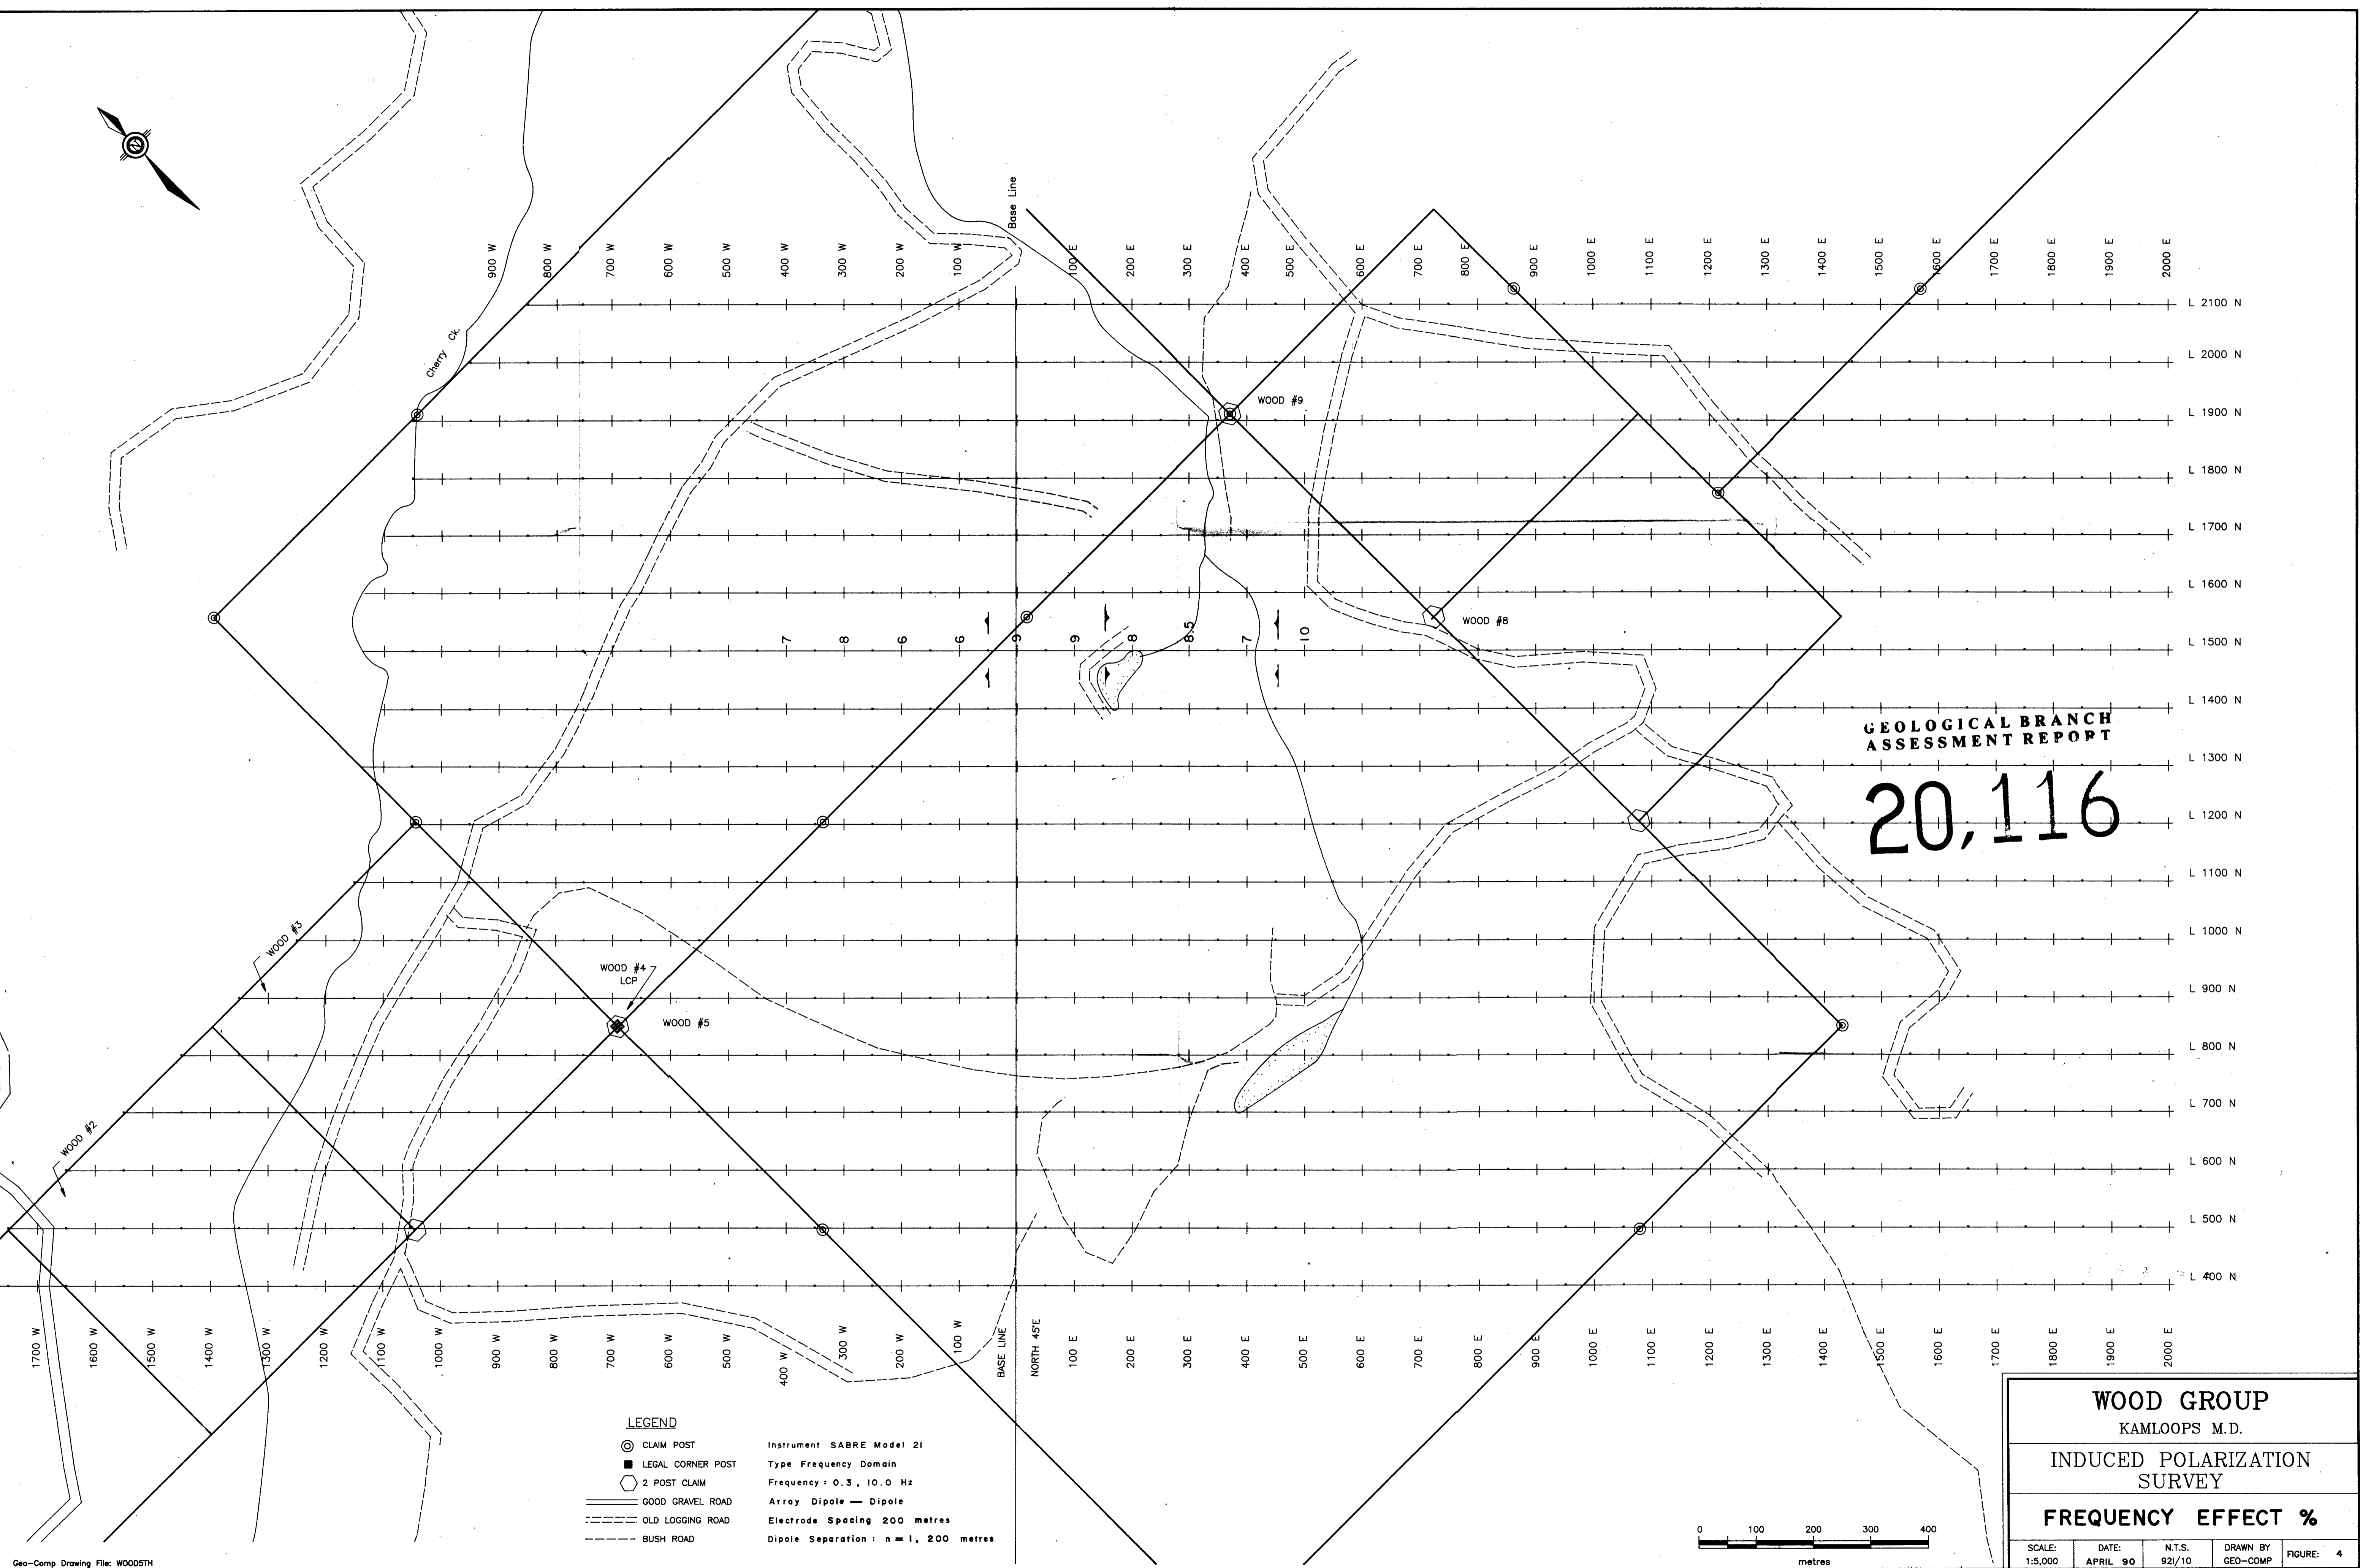 Base Line
900 W
800 W
700 W
600 W
500 W
400 W
300 W
200 W
100 W
100 E
200 E
300 E
400 E
500 E
600 E
700 E
800 E
900 E
1000 E
1100 E
1200 E
1300 E
1400 E
1500 E
1600 E
1700 E
1800 E
1900 E
2000 E
L 2100 N
Cherry Ck.
L 2000 N
WOOD #9
L 1900 N
L 1800 N
L 1700 N
L 1600 N
WOOD #8
7
8
6
6
9
9
8
8.5
7
10
L 1500 N
L 1400 N
GEOLOGICAL BRANCH
ASSESSMENT REPORT
L 1300 N
20,116
L 1200 N
L 1100 N
WOOD #3
L 1000 N
WOOD #4
LCP
L 900 N
WOOD #5
L 800 N
WOOD #2
L 700 N
L 600 N
L 500 N
L 400 N
1700 W
1600 W
1500 W
1400 W
1300 W
1200 W
1100 W
1000 W
900 W
800 W
700 W
600 W
500 W
400 W
300 W
200 W
100 W
BASE LINE
NORTH 45°E
100 E
200 E
300 E
400 E
500 E
600 E
700 E
800 E
900 E
1000 E
1100 E
1200 E
1300 E
1400 E
1500 E
1600 E
1700 E
1800 E
1900 E
2000 E
LEGEND
CLAIM POST
LEGAL CORNER POST
2 POST CLAIM
GOOD GRAVEL ROAD
OLD LOGGING ROAD
BUSH ROAD
Instrument SABRE Model 21
Type Frequency Domain
Frequency : 0.3, 10.0 Hz
Array Dipole — Dipole
Electrode Spacing 200 metres
Dipole Separation : n = 1, 200 metres
0 100 200 300 400
metres
WOOD GROUP
KAMLOOPS M.D.
INDUCED POLARIZATION
SURVEY
FREQUENCY EFFECT %
SCALE:
1:5,000
DATE:
APRIL 90
N.T.S.
92I/10
DRAWN BY
GEO-COMP
FIGURE: 4
Geo-Comp Drawing File: WOOD5TH